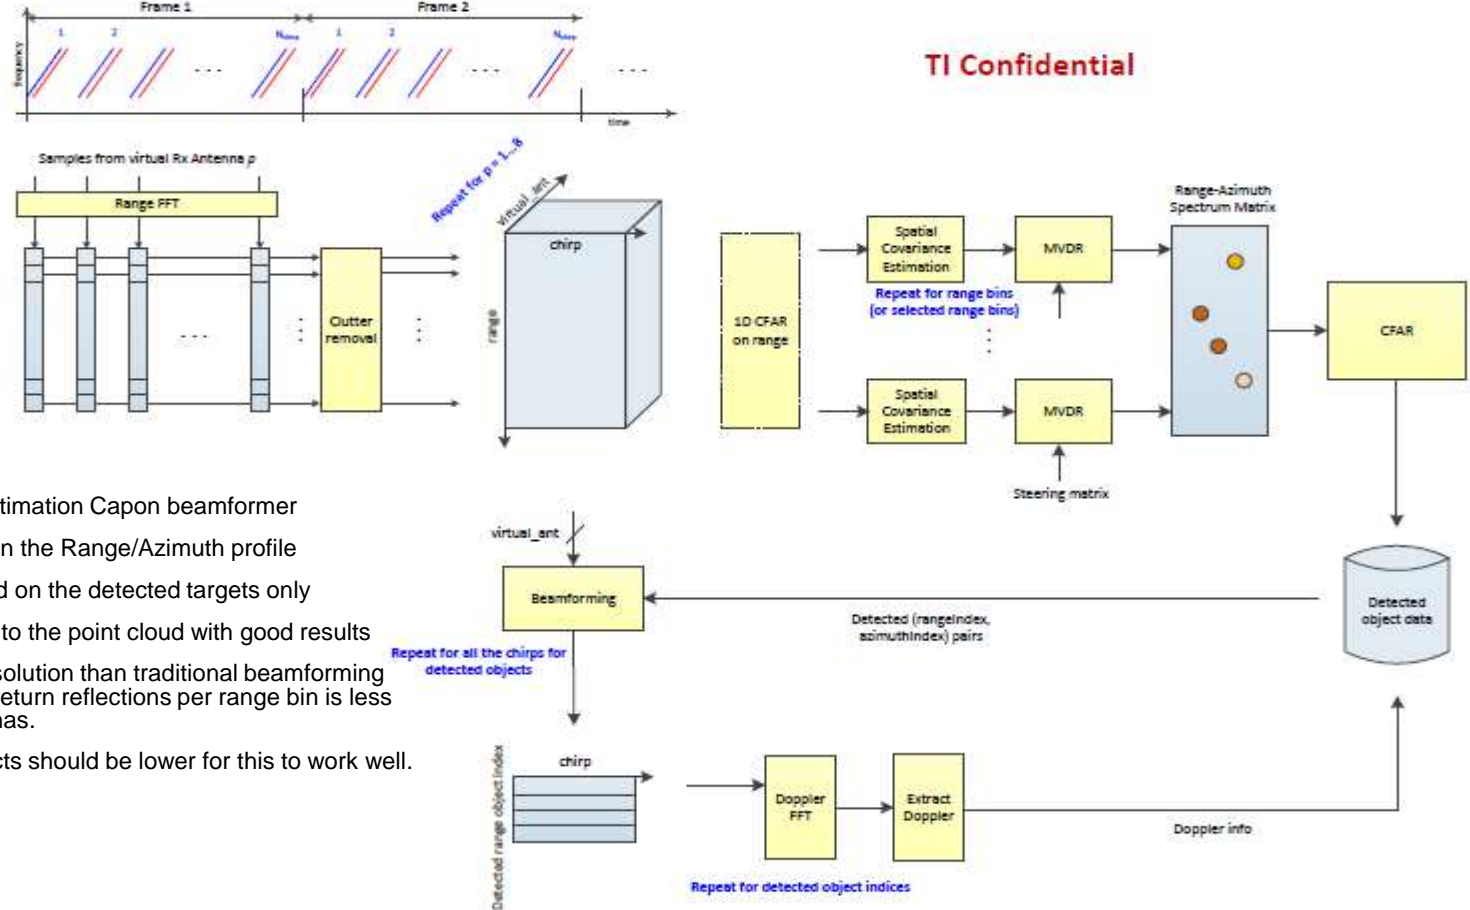 Frame 1
Frame 2
frequency
1
2
1
2
time
TI Confidential
Samples from virtual Rx Antenna p
Range FFT
Clutter
removal
Repeat for p = 1...8
virtual_ant
chirp
range
1D CFAR
on range
Spatial
Covariance
Estimation
MVDR
Repeat for range bins
(or selected range bins)
Spatial
Covariance
Estimation
MVDR
Steering matrix
Range-Azimuth
Spectrum Matrix
CFAR
timation Capon beamformer
n the Range/Azimuth profile
d on the detected targets only
to the point cloud with good results
solution than traditional beamforming
eturn reflections per range bin is less
nas.
cts should be lower for this to work well.
virtual_ant
Beamforming
Repeat for all the chirps for
detected objects
Detected (rangeIndex,
azimuthIndex) pairs
Detected
object data
Detected range object index
chirp
Doppler
FFT
Extract
Doppler
Doppler info
Repeat for detected object indices